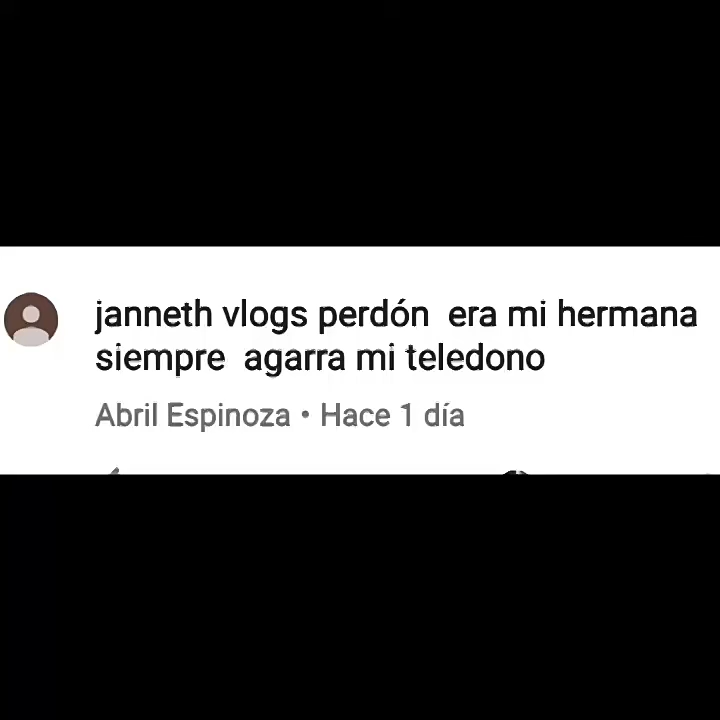 janneth vlogs perdón  era mi hermana
siempre  agarra mi teledono
Abril Espinoza • Hace 1 día